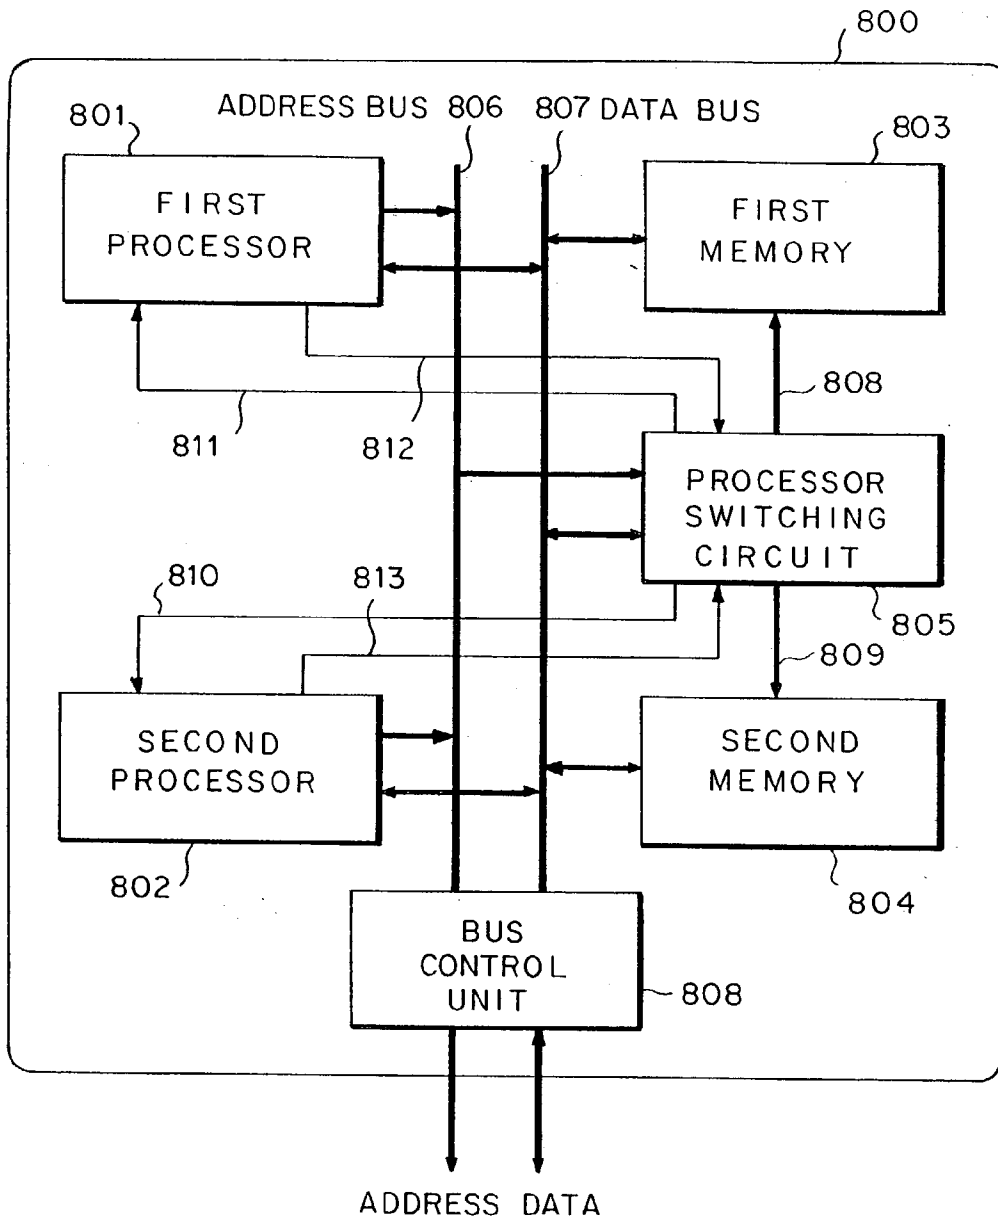 800
ADDRESS BUS 806
807 DATA BUS
801
803
FIRST
PROCESSOR
FIRST
MEMORY
808
811
812
PROCESSOR
SWITCHING
CIRCUIT
810
813
805
809
SECOND
PROCESSOR
SECOND
MEMORY
802
804
BUS
CONTROL
UNIT
808
ADDRESS DATA